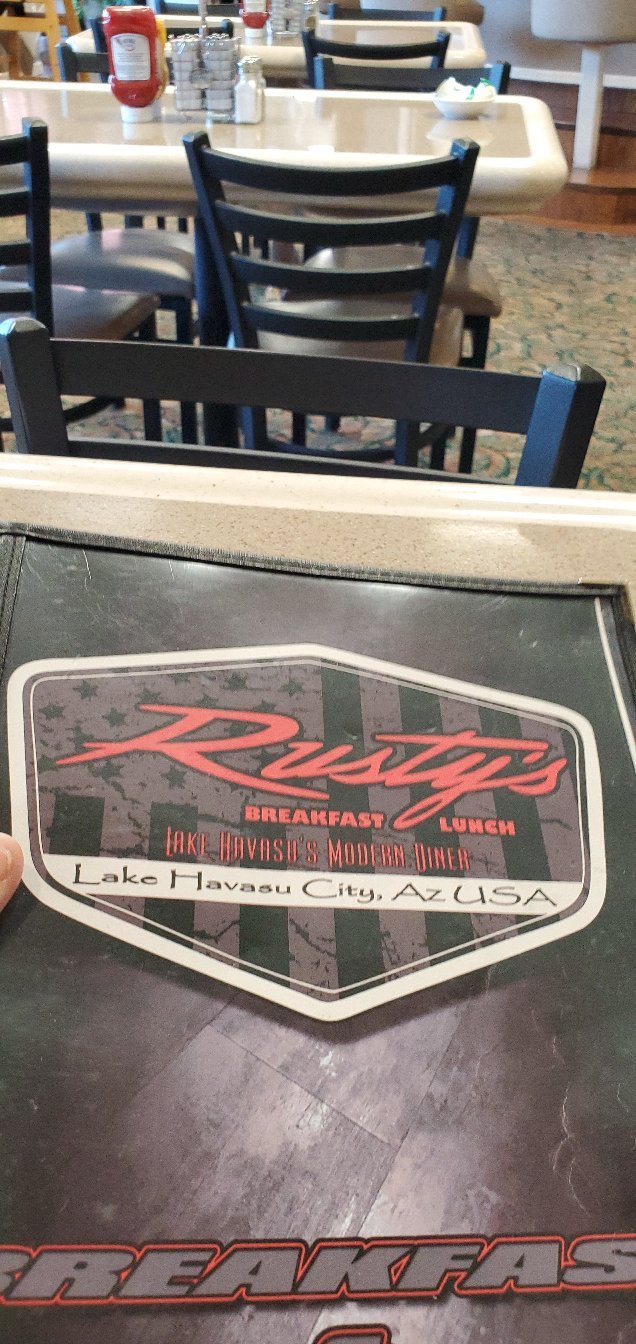 Rusty's
BREAKFAST LUNCH
LAKE HAVASU'S MODERN DINER
Lake Havasu City, Az USA
BREAKFAS